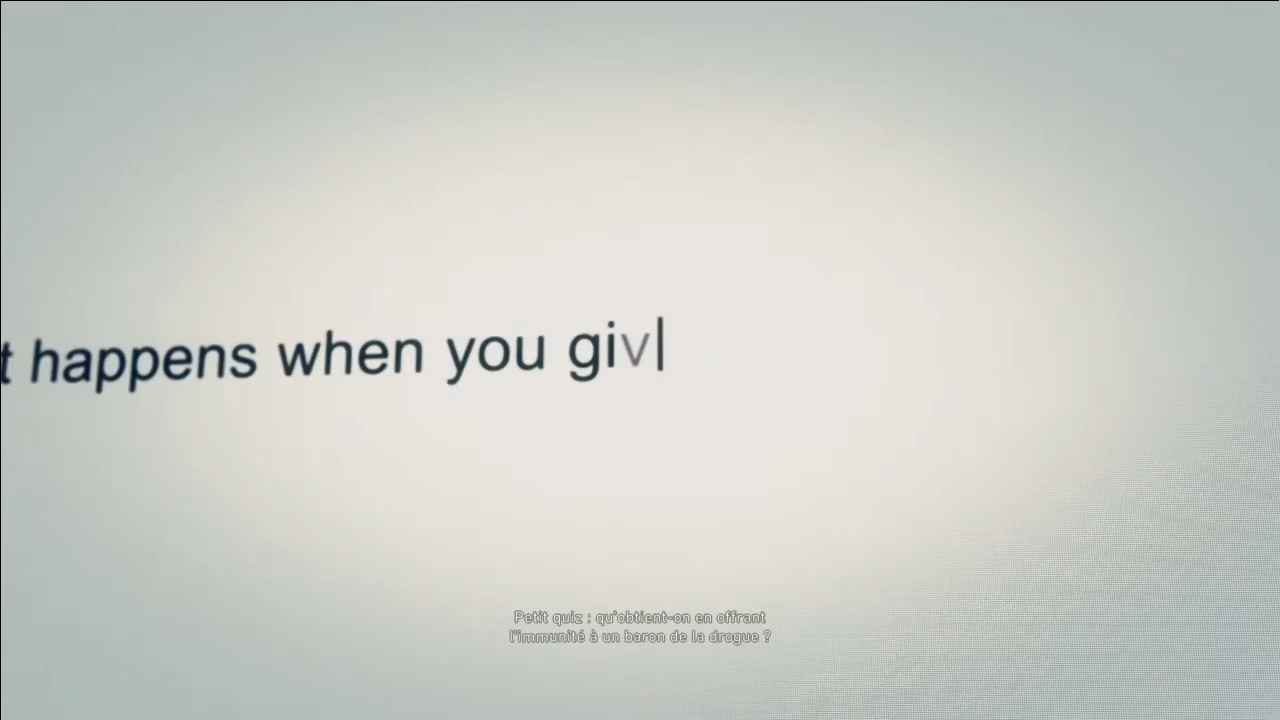 t happens when you giv
Petit quiz : qu'obtient-on en offrant
l'immunité à un baron de la drogue ?